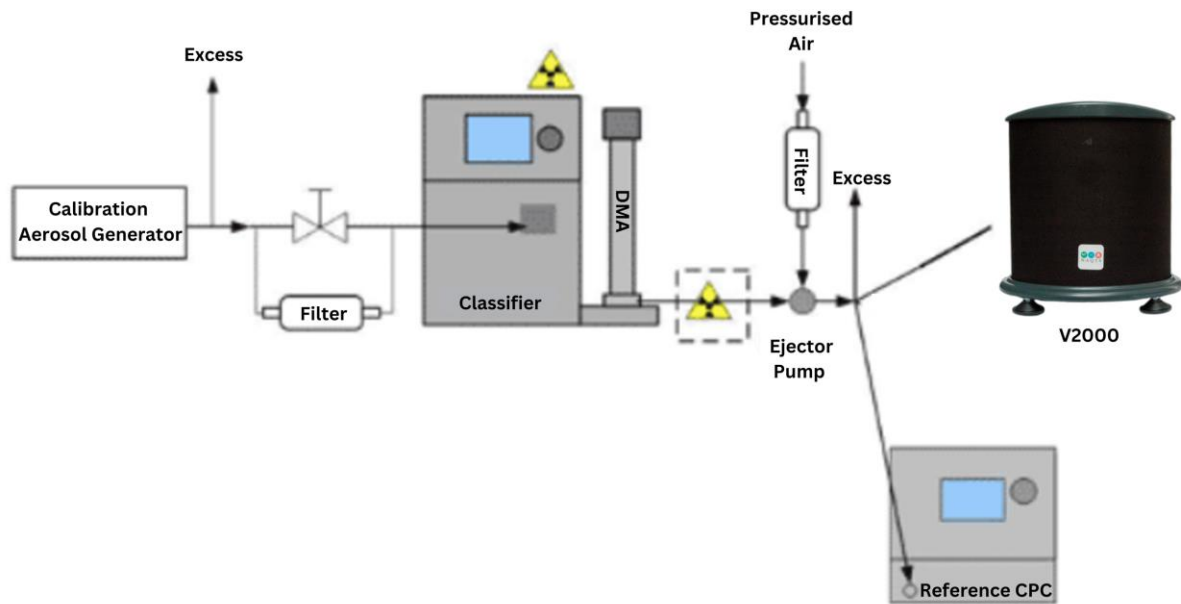 Pressurised
Air
Excess
Calibration
Aerosol Generator
Filter
Classifier
DMA
Filter
Excess
Ejector
Pump
V2000
Reference CPC